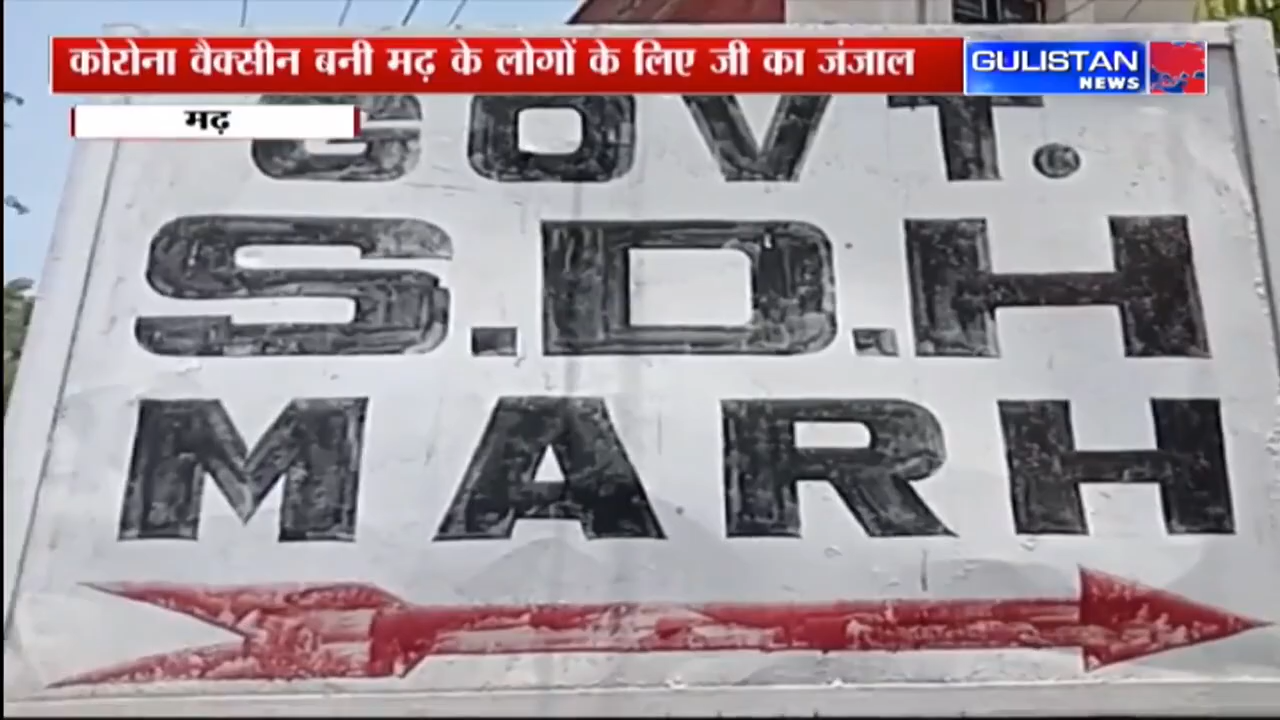 कोरोना वैक्सीन बनी मढ़ के लोगों के लिए जी का जंजाल
GULISTAN
NEWS
मढ़
GOVT.
S.D.H
MARH